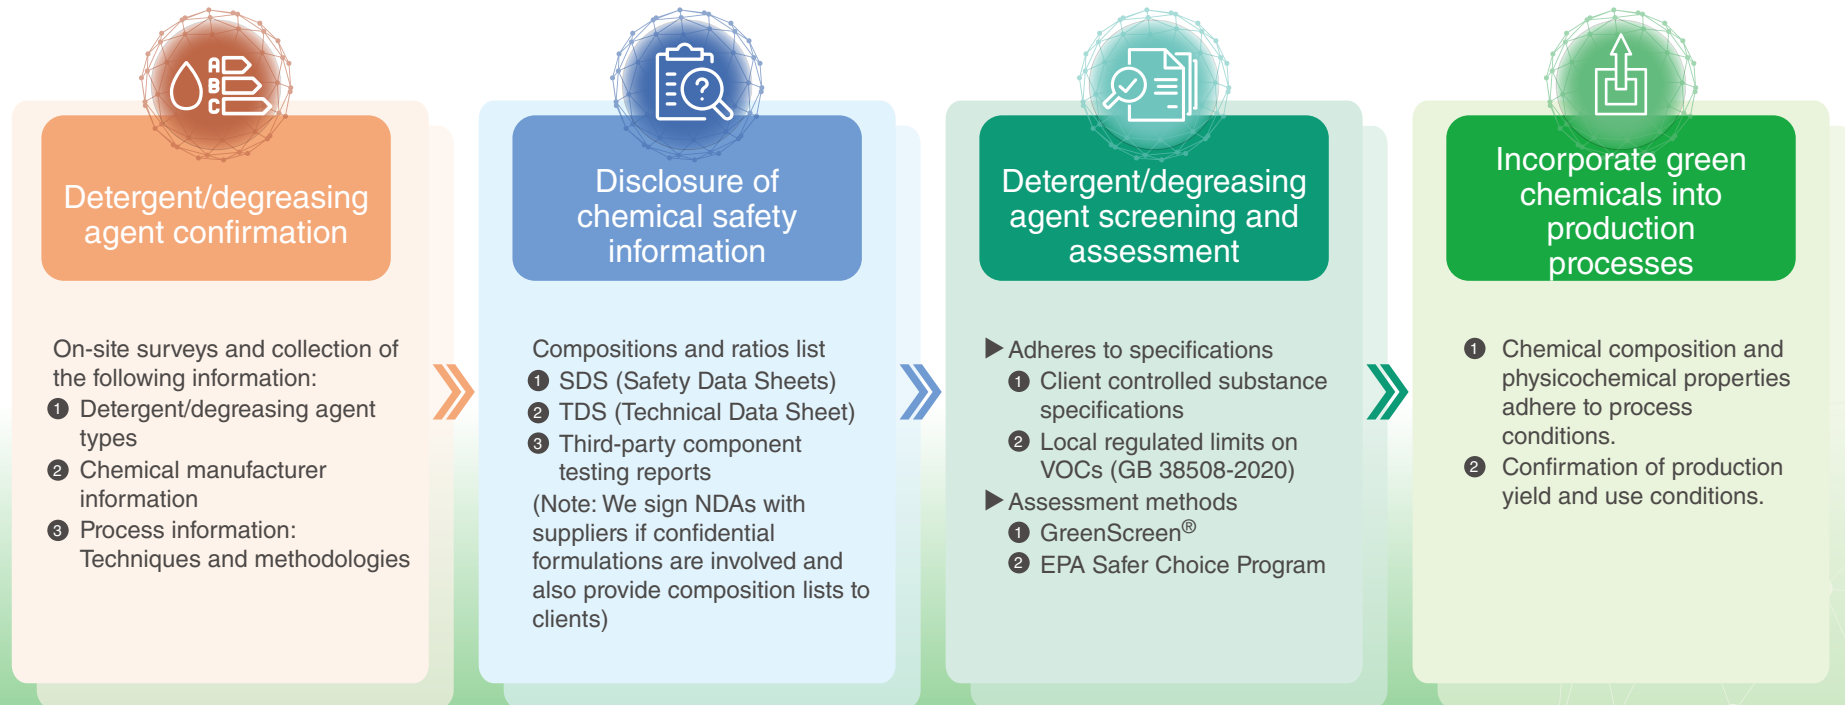 A
B
C
Detergent/degreasing
agent confirmation
On-site surveys and collection of
the following information:
1 Detergent/degreasing agent
types
2 Chemical manufacturer
information
3 Process information:
Techniques and methodologies
?
Disclosure of
chemical safety
information
Compositions and ratios list
1 SDS (Safety Data Sheets)
2 TDS (Technical Data Sheet)
3 Third-party component
testing reports
(Note: We sign NDAs with
suppliers if confidential
formulations are involved and
also provide composition lists to
clients)
Detergent/degreasing
agent screening and
assessment
▶ Adheres to specifications
1 Client controlled substance
specifications
2 Local regulated limits on
VOCs (GB 38508-2020)
▶ Assessment methods
1 GreenScreen®
2 EPA Safer Choice Program
Incorporate green
chemicals into
production
processes
1 Chemical composition and
physicochemical properties
adhere to process
conditions.
2 Confirmation of production
yield and use conditions.